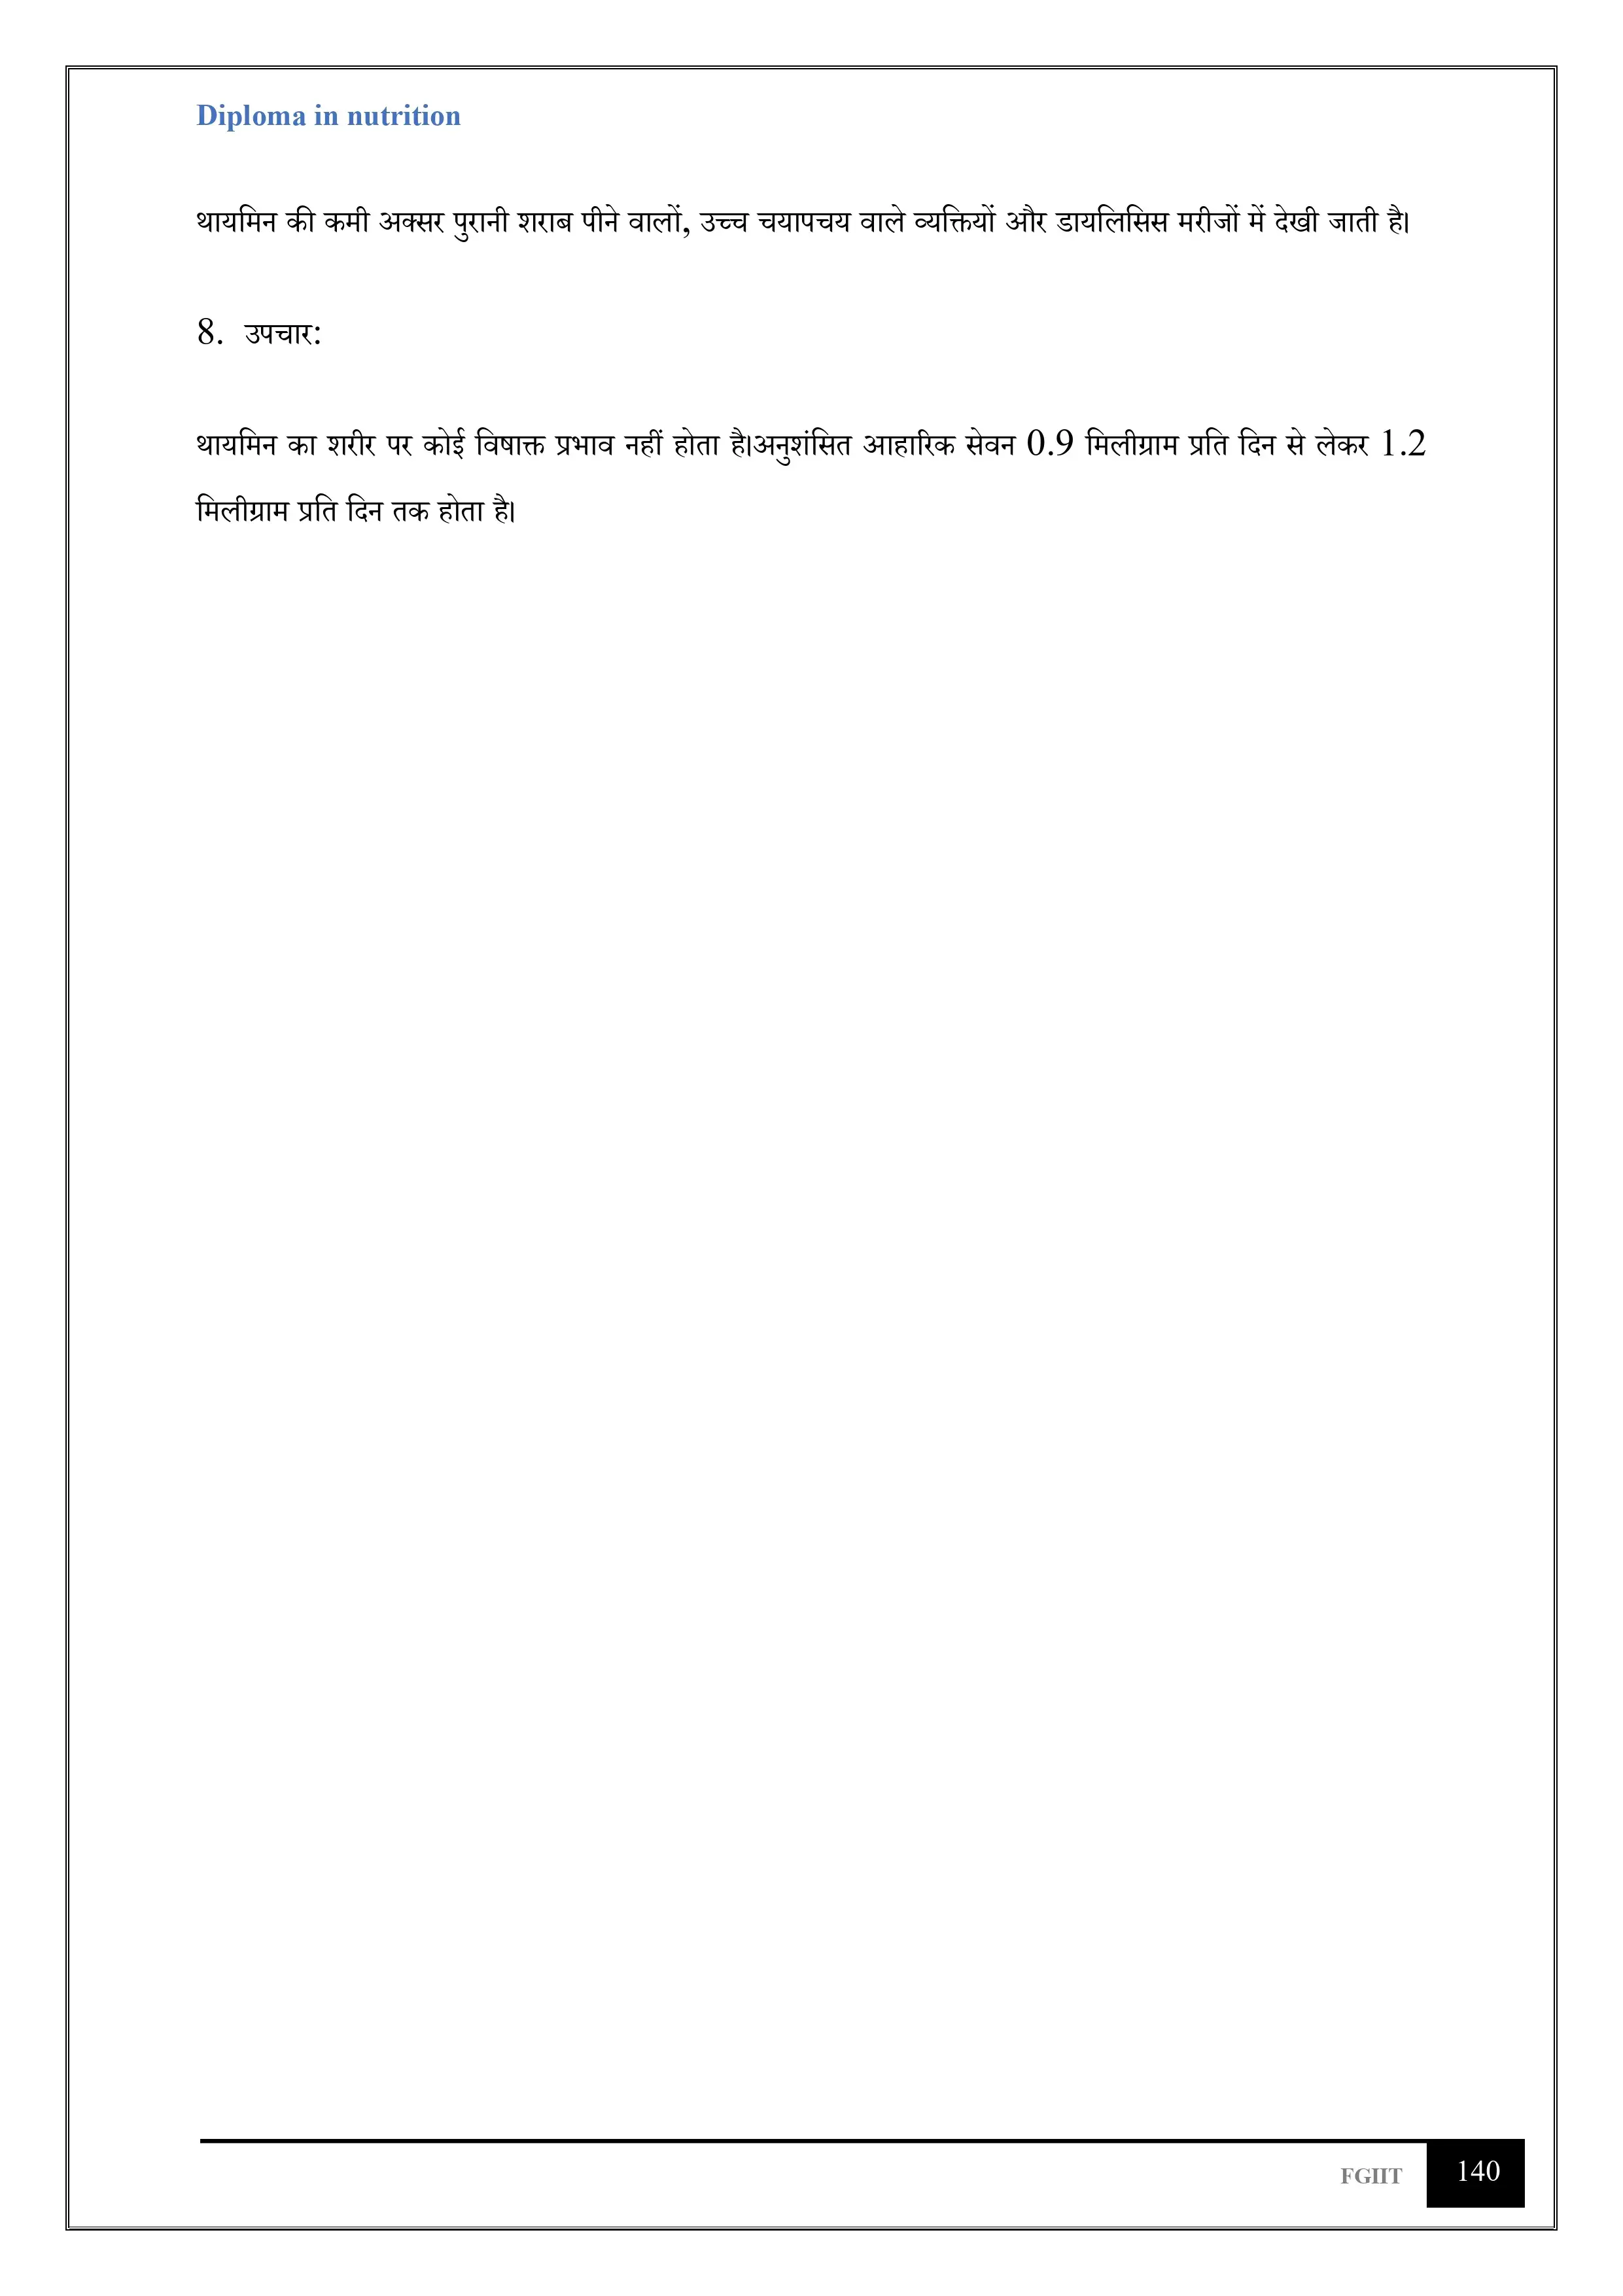 Diploma in nutrition
थायमिन की कमी अक्सर पुरानी शराब पीने वालों, उच्च चयापचय वाले व्यक्तियों और डायलिसिस मरीजों में देखी जाती है।
8. उपचार:
थायमिन का शरीर पर कोई विषाक्त प्रभाव नहीं होता है।अनुशंसित आहारिक सेवन 0.9 मिलीग्राम प्रति दिन से लेकर 1.2
मिलीग्राम प्रति दिन तक होता है।
FGIIT 140